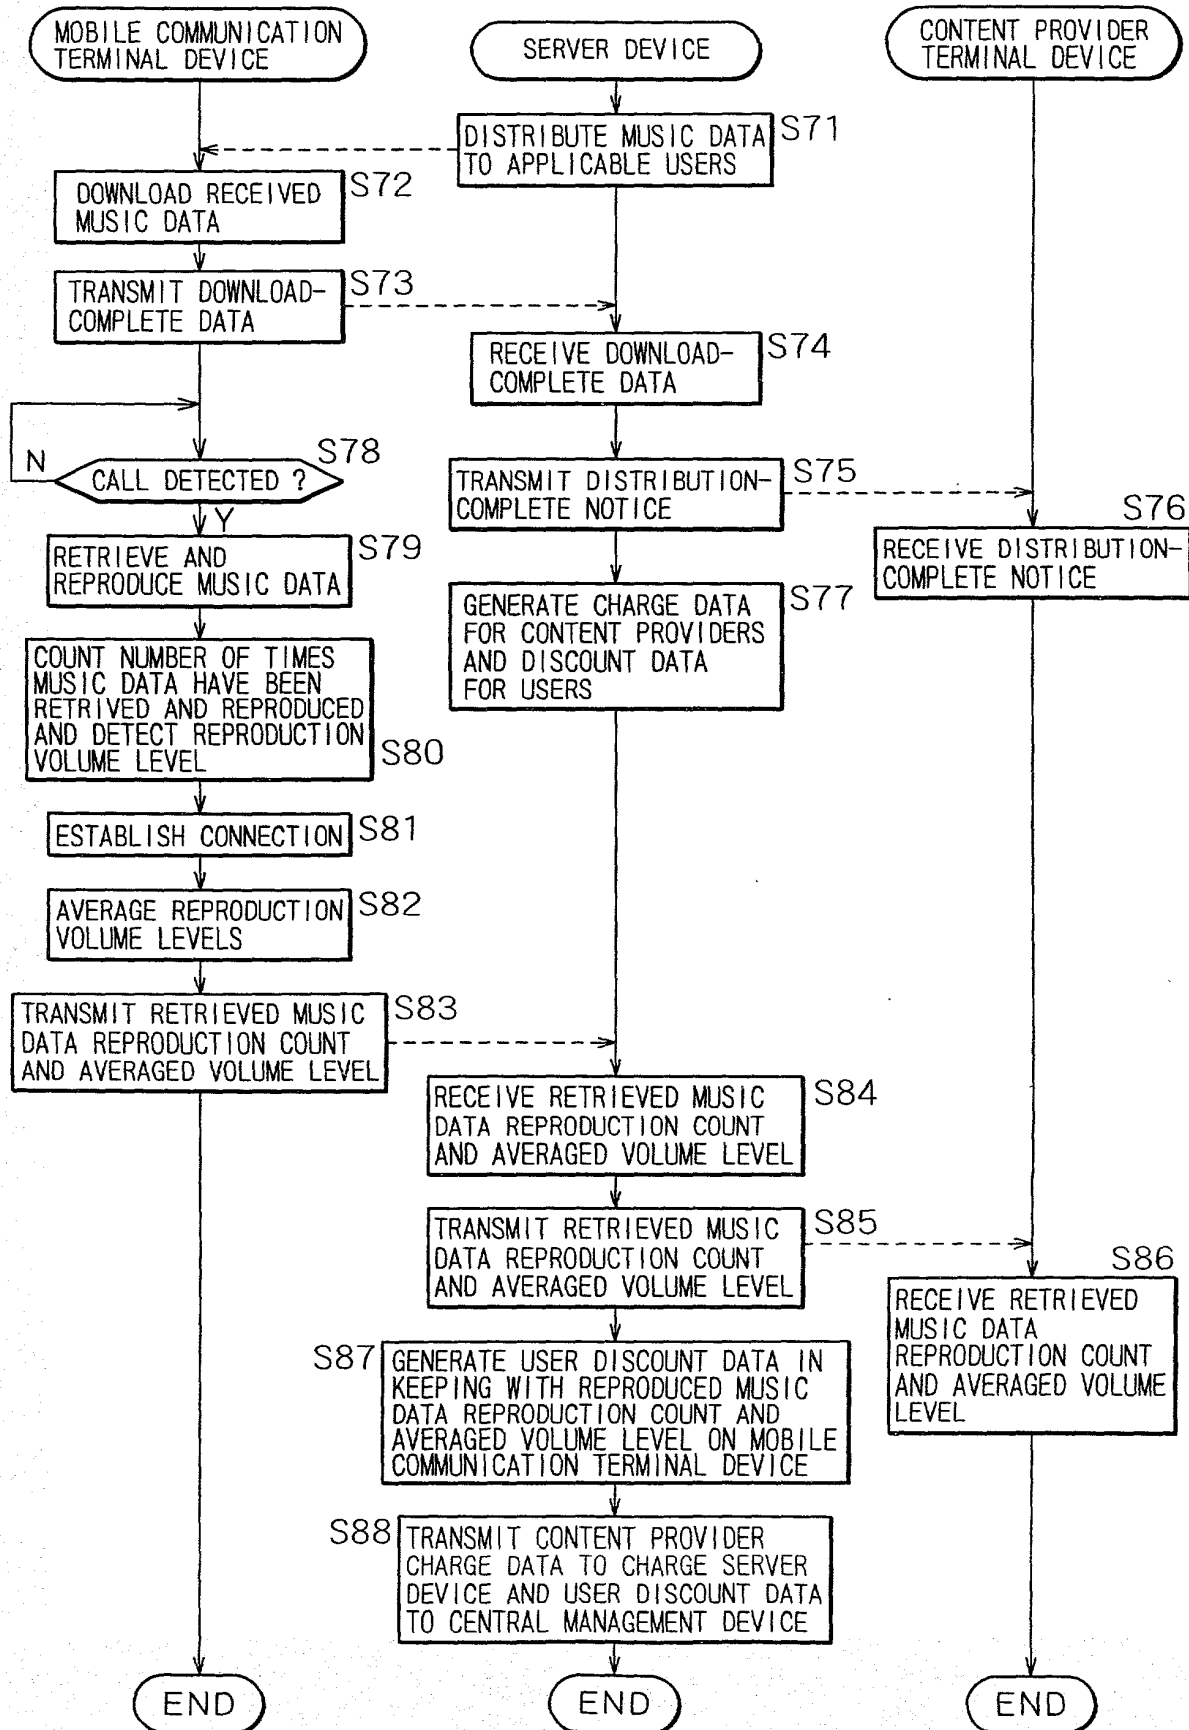 MOBILE COMMUNICATION
TERMINAL DEVICE
SERVER DEVICE
CONTENT PROVIDER
TERMINAL DEVICE
DISTRIBUTE MUSIC DATA
TO APPLICABLE USERS
S71
DOWNLOAD RECEIVED
MUSIC DATA
S72
TRANSMIT DOWNLOAD-
COMPLETE DATA
S73
RECEIVE DOWNLOAD-
COMPLETE DATA
S74
TRANSMIT DISTRIBUTION-
COMPLETE NOTICE
S75
S76
RECEIVE DISTRIBUTION-
COMPLETE NOTICE
GENERATE CHARGE DATA
FOR CONTENT PROVIDERS
AND DISCOUNT DATA
FOR USERS
S77
N
CALL DETECTED ?
S78
Y
RETRIEVE AND
REPRODUCE MUSIC DATA
S79
COUNT NUMBER OF TIMES
MUSIC DATA HAVE BEEN
RETRIVED AND REPRODUCED
AND DETECT REPRODUCTION
VOLUME LEVEL
S80
ESTABLISH CONNECTION
S81
AVERAGE REPRODUCTION
VOLUME LEVELS
S82
TRANSMIT RETRIEVED MUSIC
DATA REPRODUCTION COUNT
AND AVERAGED VOLUME LEVEL
S83
RECEIVE RETRIEVED MUSIC
DATA REPRODUCTION COUNT
AND AVERAGED VOLUME LEVEL
S84
TRANSMIT RETRIEVED MUSIC
DATA REPRODUCTION COUNT
AND AVERAGED VOLUME LEVEL
S85
S86
RECEIVE RETRIEVED
MUSIC DATA
REPRODUCTION COUNT
AND AVERAGED VOLUME
LEVEL
S87
GENERATE USER DISCOUNT DATA IN
KEEPING WITH REPRODUCED MUSIC
DATA REPRODUCTION COUNT AND
AVERAGED VOLUME LEVEL ON MOBILE
COMMUNICATION TERMINAL DEVICE
S88
TRANSMIT CONTENT PROVIDER
CHARGE DATA TO CHARGE SERVER
DEVICE AND USER DISCOUNT DATA
TO CENTRAL MANAGEMENT DEVICE
END
END
END